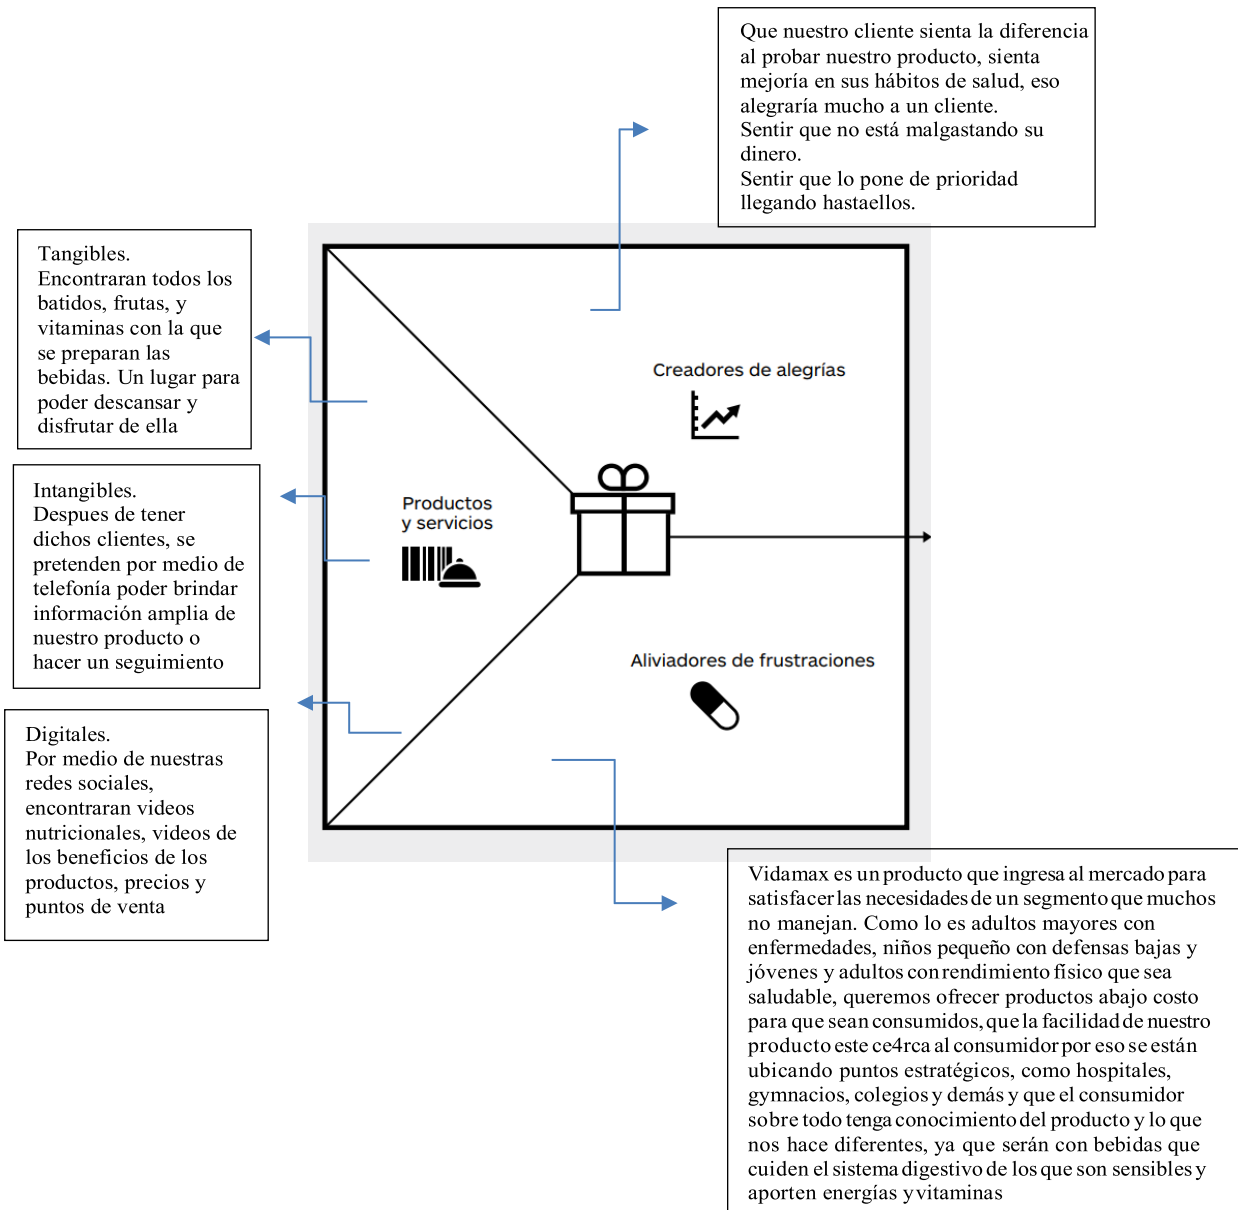 Que nuestro cliente sienta la diferencia
al probar nuestro producto, sienta
mejoría en sus hábitos de salud, eso
alegraría mucho a un cliente.
Sentir que no está malgastando su
dinero.
Sentir que lo pone de prioridad
llegando hastaellos.
Tangibles.
Encontraran todos los
batidos, frutas, y
vitaminas con la que
se preparan las
bebidas. Un lugar para
poder descansar y
disfrutar de ella
Creadores de alegrías
Intangibles.
Despues de tener
dichos clientes, se
pretenden por medio de
telefonía poder brindar
información amplia de
nuestro producto o
hacer un seguimiento
Productos
y servicios
Aliviadores de frustraciones
Digitales.
Por medio de nuestras
redes sociales,
encontraran videos
nutricionales, videos de
los beneficios de los
productos, precios y
puntos de venta
Vidamax es un producto que ingresa al mercado para
satisfacer las necesidades de un segmento que muchos
no manejan. Como lo es adultos mayores con
enfermedades, niños pequeño con defensas bajas y
jóvenes y adultos con rendimiento físico que sea
saludable, queremos ofrecer productos abajo costo
para que sean consumidos, que la facilidad de nuestro
producto este ce4rca al consumidor por eso se están
ubicando puntos estratégicos, como hospitales,
gymnacios, colegios y demás y que el consumidor
sobre todo tenga conocimiento del producto y lo que
nos hace diferentes, ya que serán con bebidas que
cuiden el sistema digestivo de los que son sensibles y
aporten energías y vitaminas